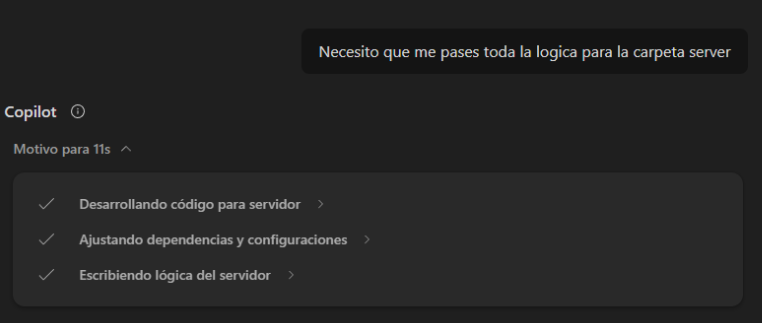 Necesito que me pases toda la logica para la carpeta server
Copilot
Motivo para 11s
Desarrollando código para servidor
Ajustando dependencias y configuraciones
Escribiendo lógica del servidor